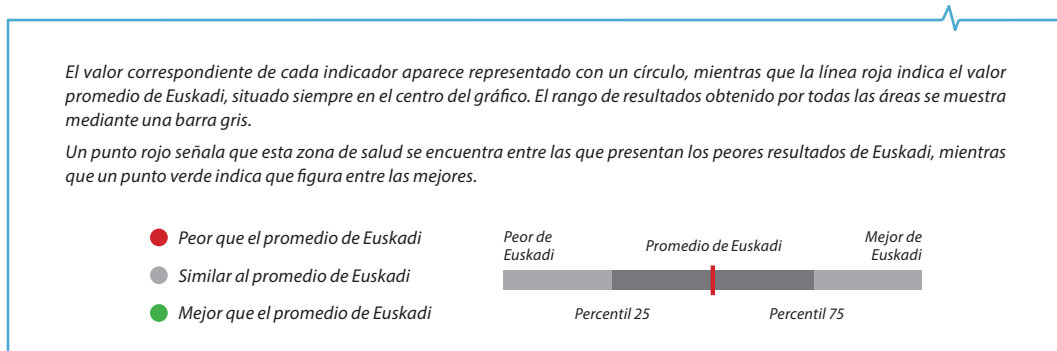 El valor correspondiente de cada indicador aparece representado con un círculo, mientras que la línea roja indica el valor
promedio de Euskadi, situado siempre en el centro del gráfico. El rango de resultados obtenido por todas las áreas se muestra
mediante una barra gris.
Un punto rojo señala que esta zona de salud se encuentra entre las que presentan los peores resultados de Euskadi, mientras
que un punto verde indica que figura entre las mejores.
Peor que el promedio de Euskadi
Similar al promedio de Euskadi
Mejor que el promedio de Euskadi
Peor de
Euskadi
Promedio de Euskadi
Mejor de
Euskadi
Percentil 25
Percentil 75